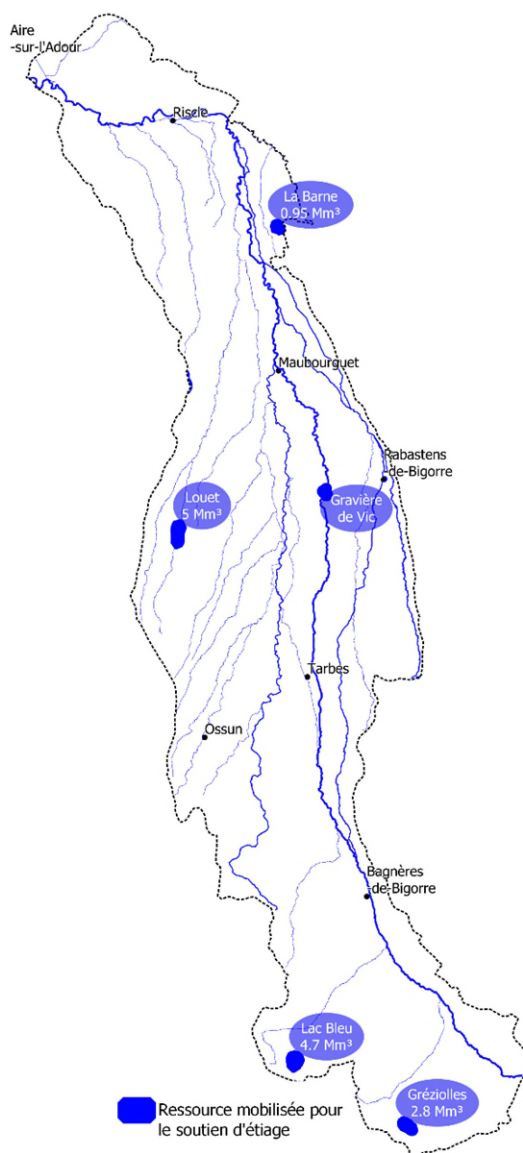 Aire
-sur-l'Adour
Riscle
La Barne
0.95 Mm³
Maubourguet
Rabastens
-de-Bigorre
Louet
5 Mm³
Gravière
de Vic
Tarbes
Ossun
Bagnères
-de-Bigorre
Lac Bleu
4.7 Mm³
Gréziolles
2.8 Mm³
Ressource mobilisée pour
le soutien d'étiage